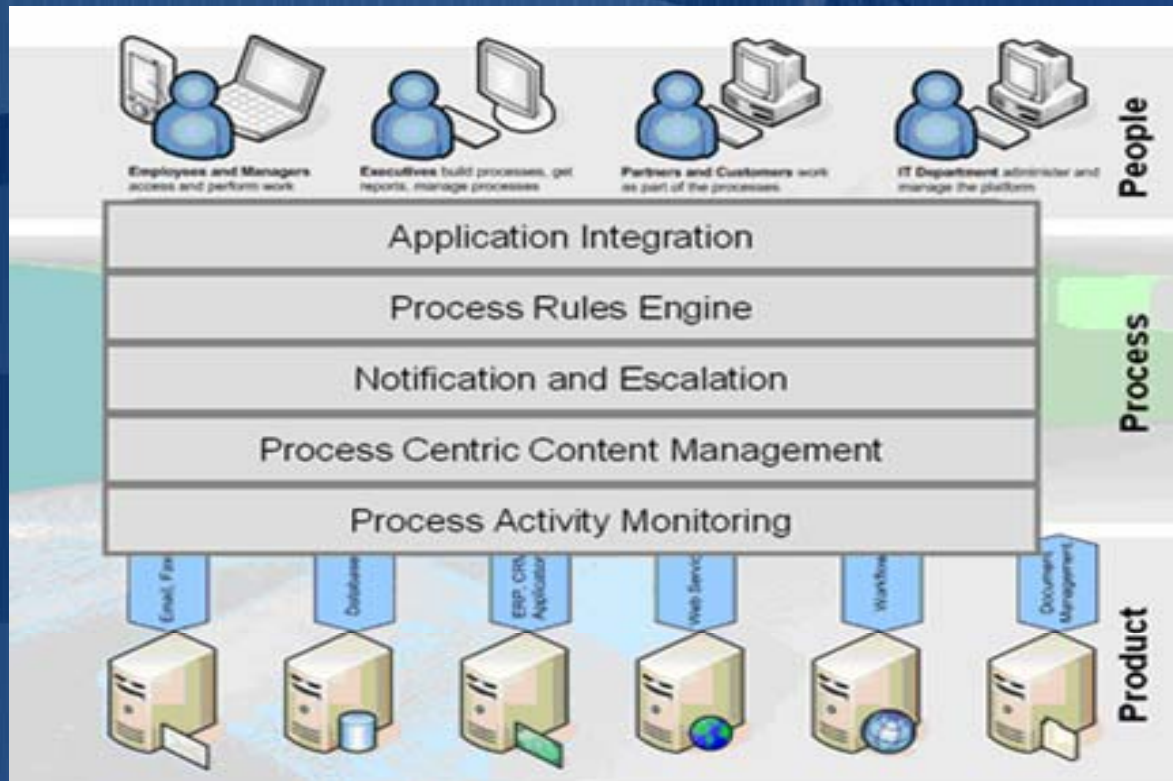 Employees and Managers
access and perform work
Executives build processes, get
reports, manage processes
Partners and Customers work
as part of the processes
IT Department administer and
manage the platform
People
Application Integration
Process Rules Engine
Notification and Escalation
Process Centric Content Management
Process Activity Monitoring
Process
Email, Fax
Database
ERP, CRM
Application
Web Servic
Workflow
Document
Management
Product